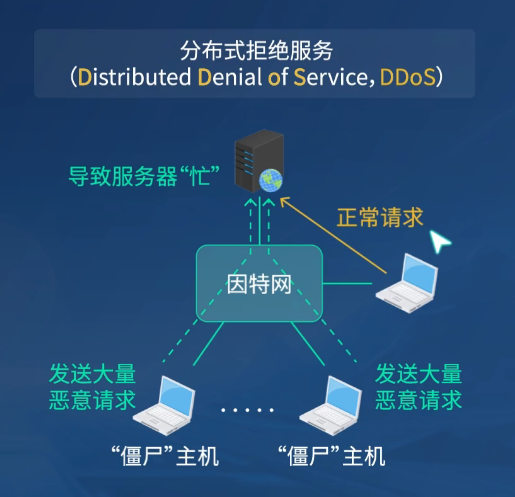 分布式拒绝服务
（Distributed Denial of Service，DDoS）
导致服务器“忙”
正常请求
因特网
发送大量
恶意请求
发送大量
恶意请求
“僵尸”主机
“僵尸”主机